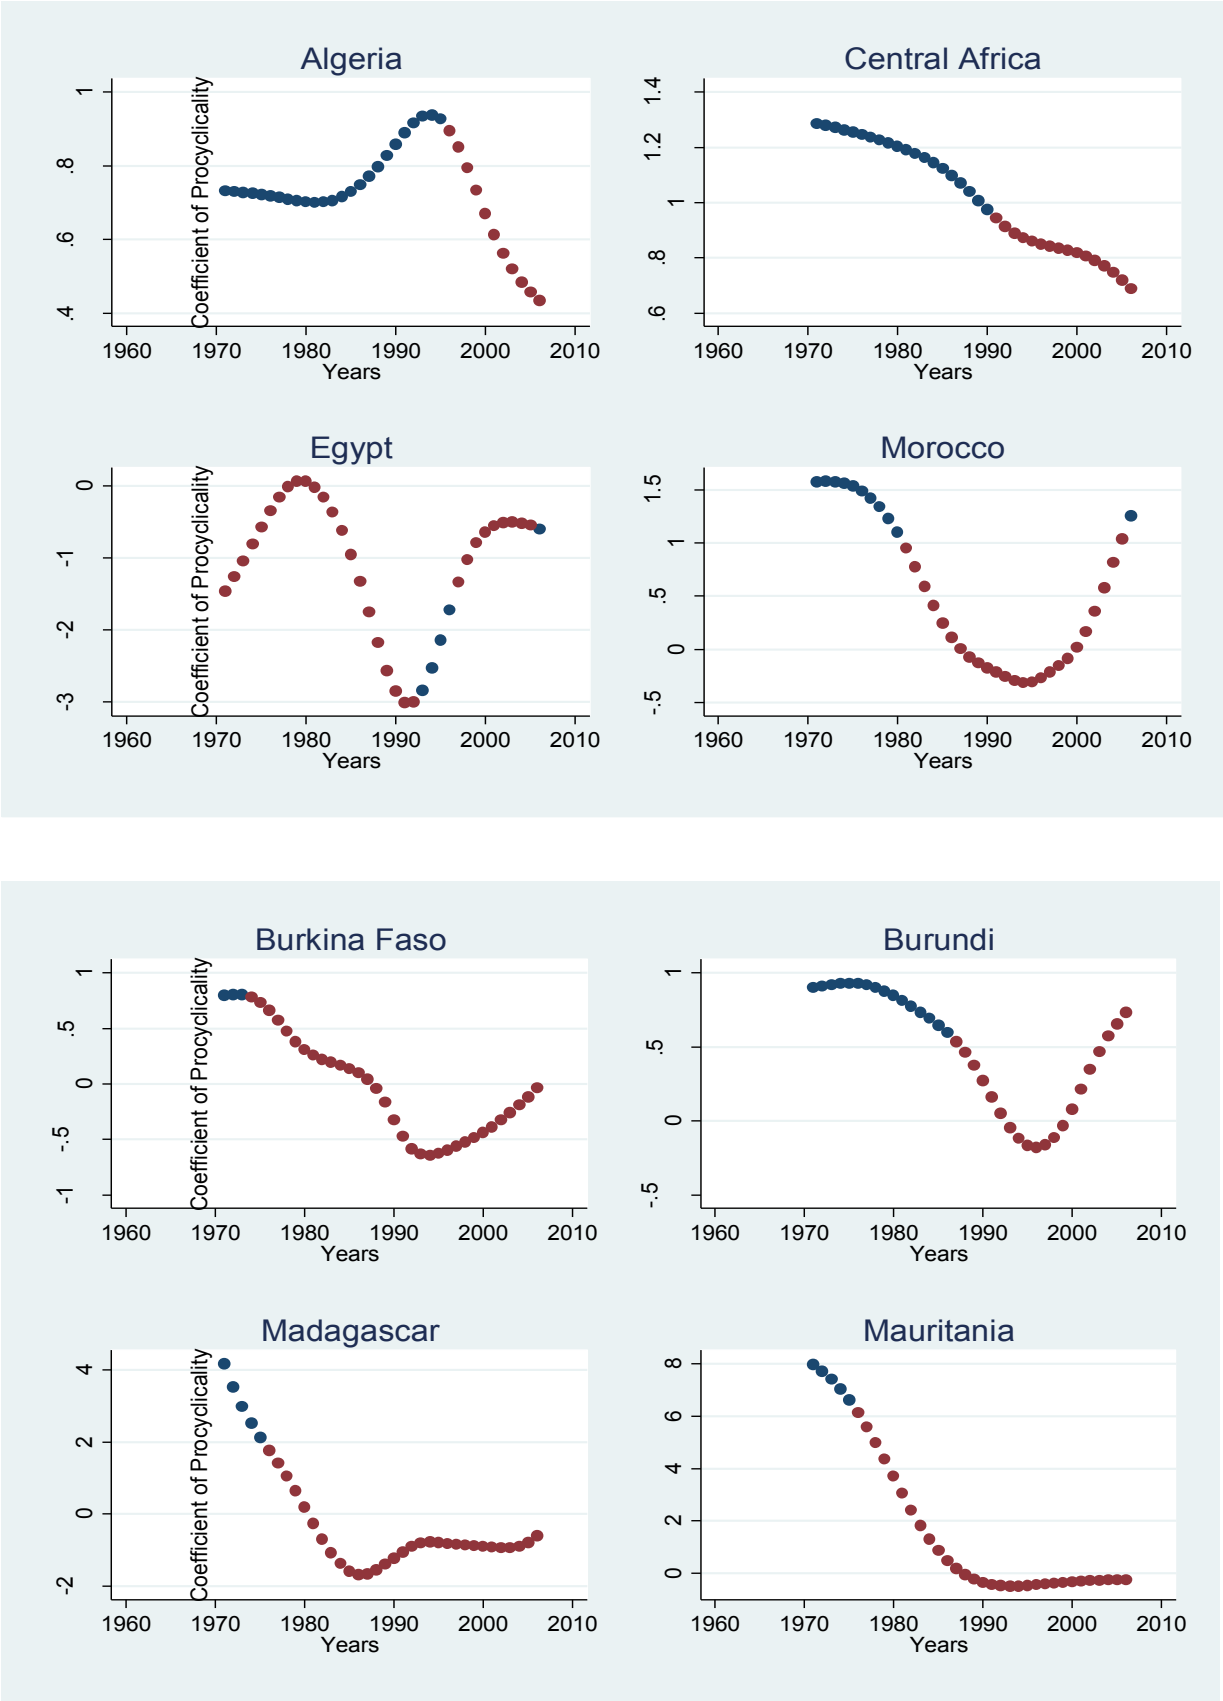 Algeria
Coefficient of Procyclicality
1
.8
.6
.4
1960 1970 1980 1990 2000 2010
Years
Central Africa
1.4
1.2
1
.8
.6
1960 1970 1980 1990 2000 2010
Years
Egypt
Coefficient of Procyclicality
0
-1
-2
-3
1960 1970 1980 1990 2000 2010
Years
Morocco
1.5
1
.5
0
-.5
1960 1970 1980 1990 2000 2010
Years
Burkina Faso
Coefficient of Procyclicality
1
.5
0
-.5
-1
1960 1970 1980 1990 2000 2010
Years
Burundi
1
.5
0
-.5
1960 1970 1980 1990 2000 2010
Years
Madagascar
Coefficient of Procyclicality
4
2
0
-2
1960 1970 1980 1990 2000 2010
Years
Mauritania
8
6
4
2
0
1960 1970 1980 1990 2000 2010
Years